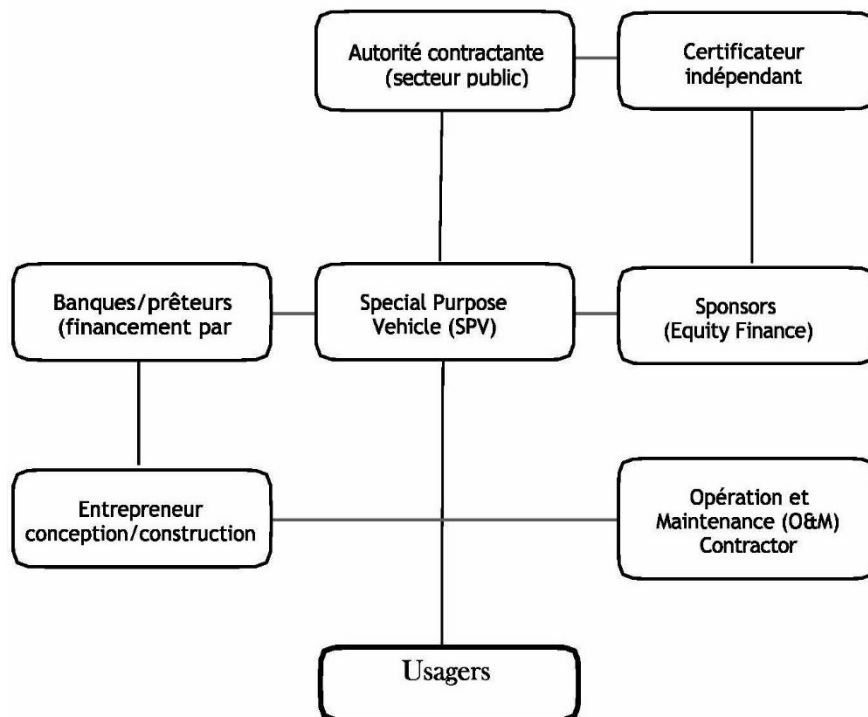 Autorité contractante
(secteur public)
Certificateur
indépendant
Banques/prêteurs
(financement par
Special Purpose
Vehicle (SPV)
Sponsors
(Equity Finance)
Entrepreneur
conception/construction
Opération et
Maintenance (O&M)
Contractor
Usagers